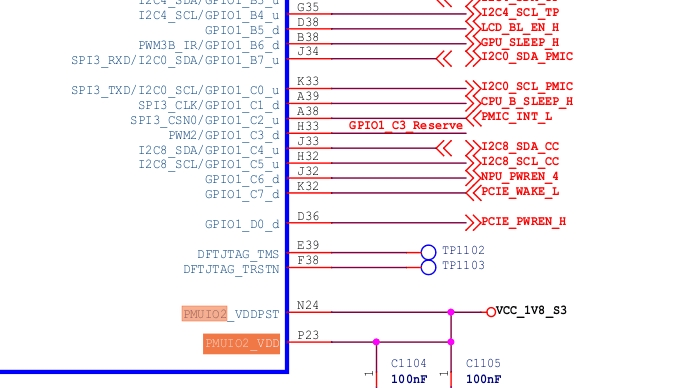 G35 I2C4_SCL_TP
I2C4_SCL/GPIO1_B4_u
D38 LCD_BL_EN_H
GPIO1_B5_d
B38 GPU_SLEEP_H
PWM3B_IR/GPIO1_B6_d
J34 I2C0_SDA_PMIC
SPI3_RXD/I2C0_SDA/GPIO1_B7_u
K33 I2C0_SCL_PMIC
SPI3_TXD/I2C0_SCL/GPIO1_C0_u
A39 CPU_B_SLEEP_H
SPI3_CLK/GPIO1_C1_d
A38 PMIC_INT_L
SPI3_CSN0/GPIO1_C2_u
H33 GPIO1_C3_Reserve
PWM2/GPIO1_C3_d
J33 I2C8_SDA_CC
I2C8_SDA/GPIO1_C4_u
H32 I2C8_SCL_CC
I2C8_SCL/GPIO1_C5_u
J32 NPU_PWREN_4
GPIO1_C6_d
K32 PCIE_WAKE_L
GPIO1_C7_d
D36 PCIE_PWREN_H
GPIO1_D0_d
E39 TP1102
DFTJTAG_TMS
F38 TP1103
DFTJTAG_TRSTN
N24 VCC_1V8_S3
PMUIO2_VDDPST
P23
PMUIO2_VDD
C1104 C1105
1 100nF 1 100nF